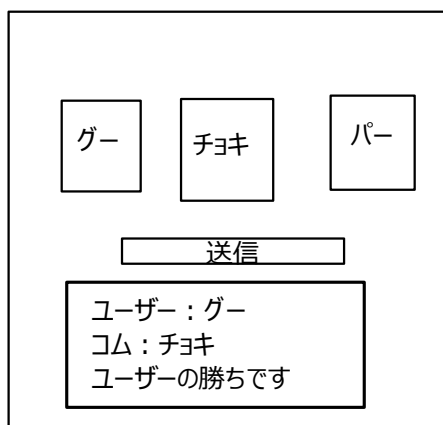 グー
チョキ
パー
送信
ユーザー：グー
コム：チョキ
ユーザーの勝ちです